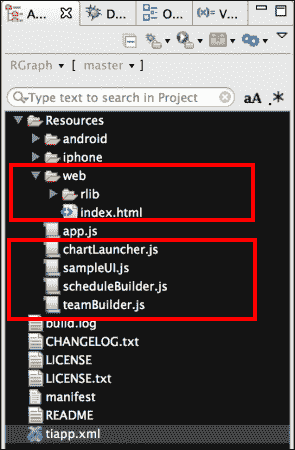 A...
D...
O...
(x)= V...
RGraph [ master ]
Type text to search in Project aA .*
Resources
android
iphone
web
rlib
index.html
app.js
chartLauncher.js
sampleUI.js
scheduleBuilder.js
teamBuilder.js
build.log
CHANGELOG.txt
LICENSE
LICENSE.txt
manifest
README
tiapp.xml